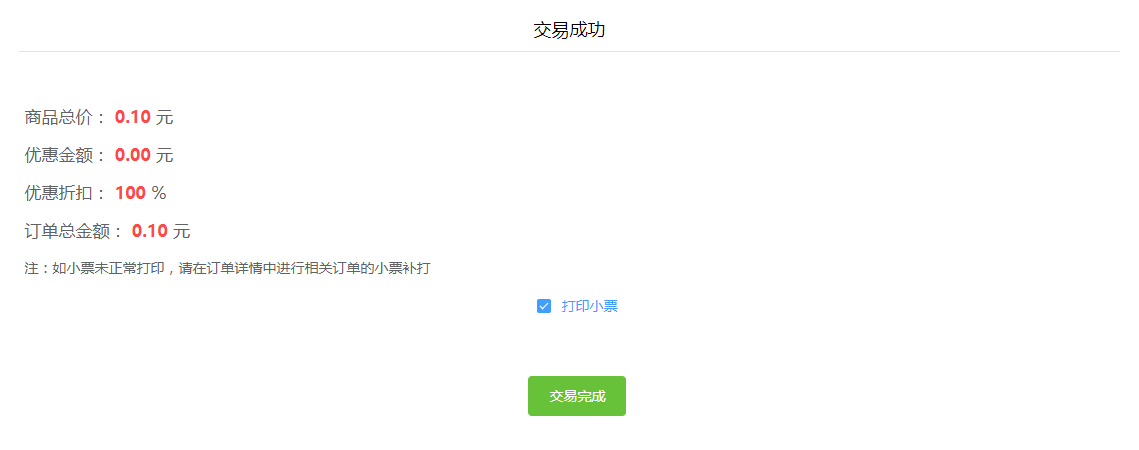 交易成功
商品总价： 0.10 元
优惠金额： 0.00 元
优惠折扣： 100 %
订单总金额： 0.10 元
注：如小票未正常打印，请在订单详情中进行相关订单的小票补打
打印小票
交易完成